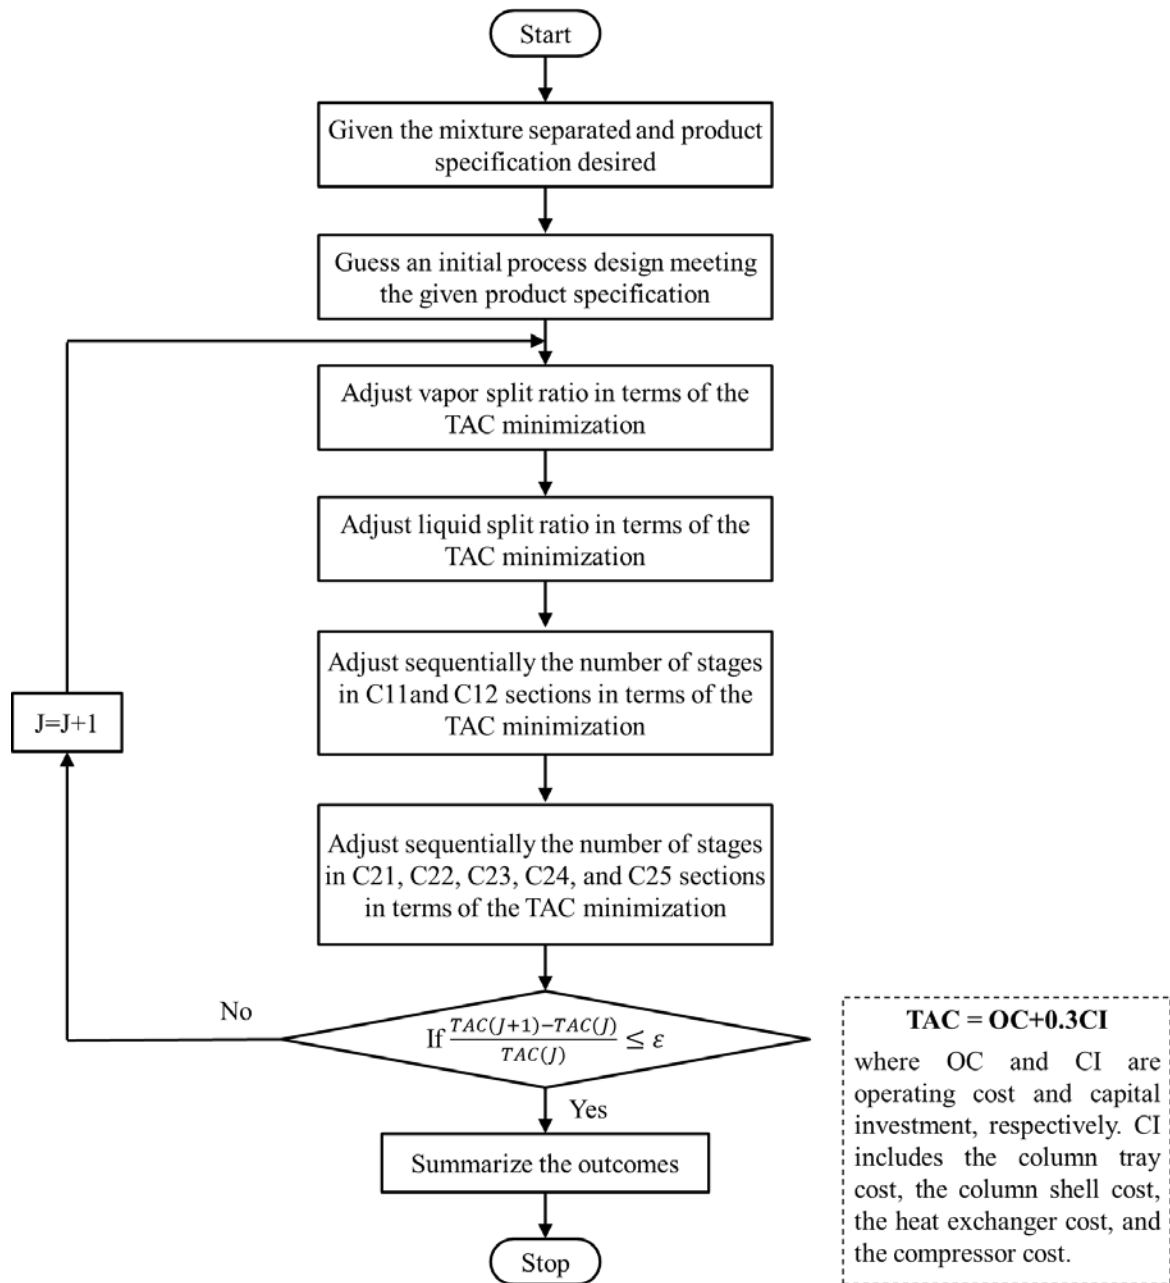 Start
Given the mixture separated and product
specification desired
Guess an initial process design meeting
the given product specification
Adjust vapor split ratio in terms of the
TAC minimization
Adjust liquid split ratio in terms of the
TAC minimization
Adjust sequentially the number of stages
in C11and C12 sections in terms of the
TAC minimization
J=J+1
Adjust sequentially the number of stages
in C21, C22, C23, C24, and C25 sections
in terms of the TAC minimization
No
If \frac{TAC(J+1)−TAC(J)}{TAC(J)} ≤ ε
Yes
Summarize the outcomes
Stop
TAC = OC+0.3CI
where OC and CI are
operating cost and capital
investment, respectively. CI
includes the column tray
cost, the column shell cost,
the heat exchanger cost, and
the compressor cost.